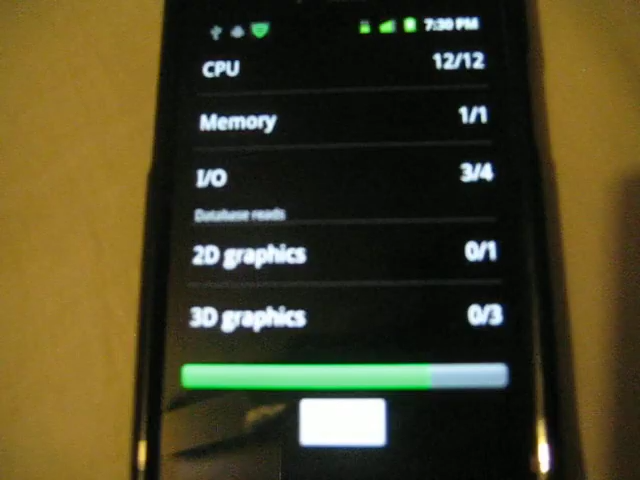 7:30 PM
CPU 12/12
Memory 1/1
I/O 3/4
Database reads
2D graphics 0/1
3D graphics 0/3